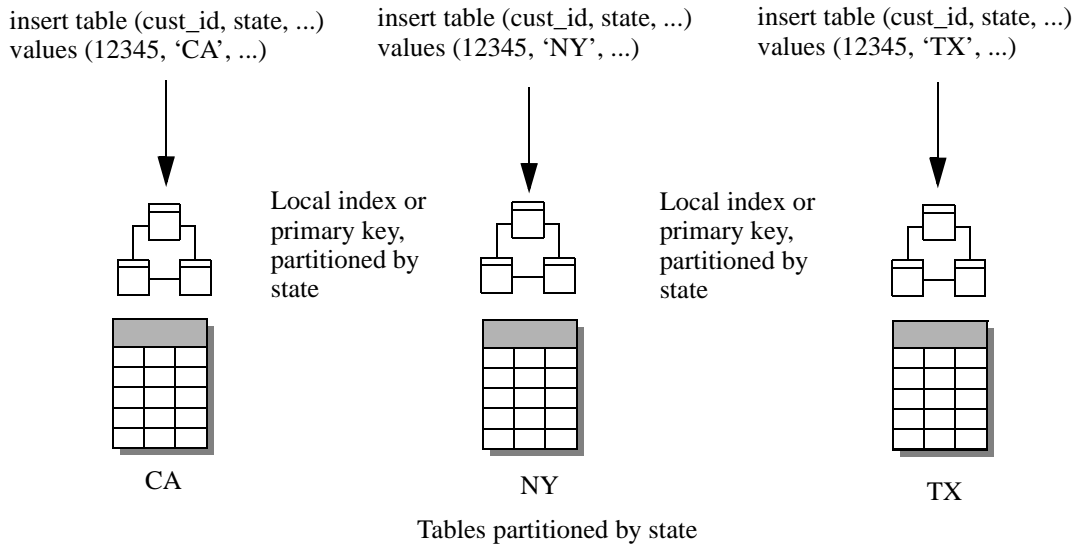 insert table (cust_id, state, ...)
values (12345, ‘CA’, ...)
insert table (cust_id, state, ...)
values (12345, ‘NY’, ...)
insert table (cust_id, state, ...)
values (12345, ‘TX’, ...)
Local index or
primary key,
partitioned by
state
Local index or
primary key,
partitioned by
state
CA
NY
TX
Tables partitioned by state